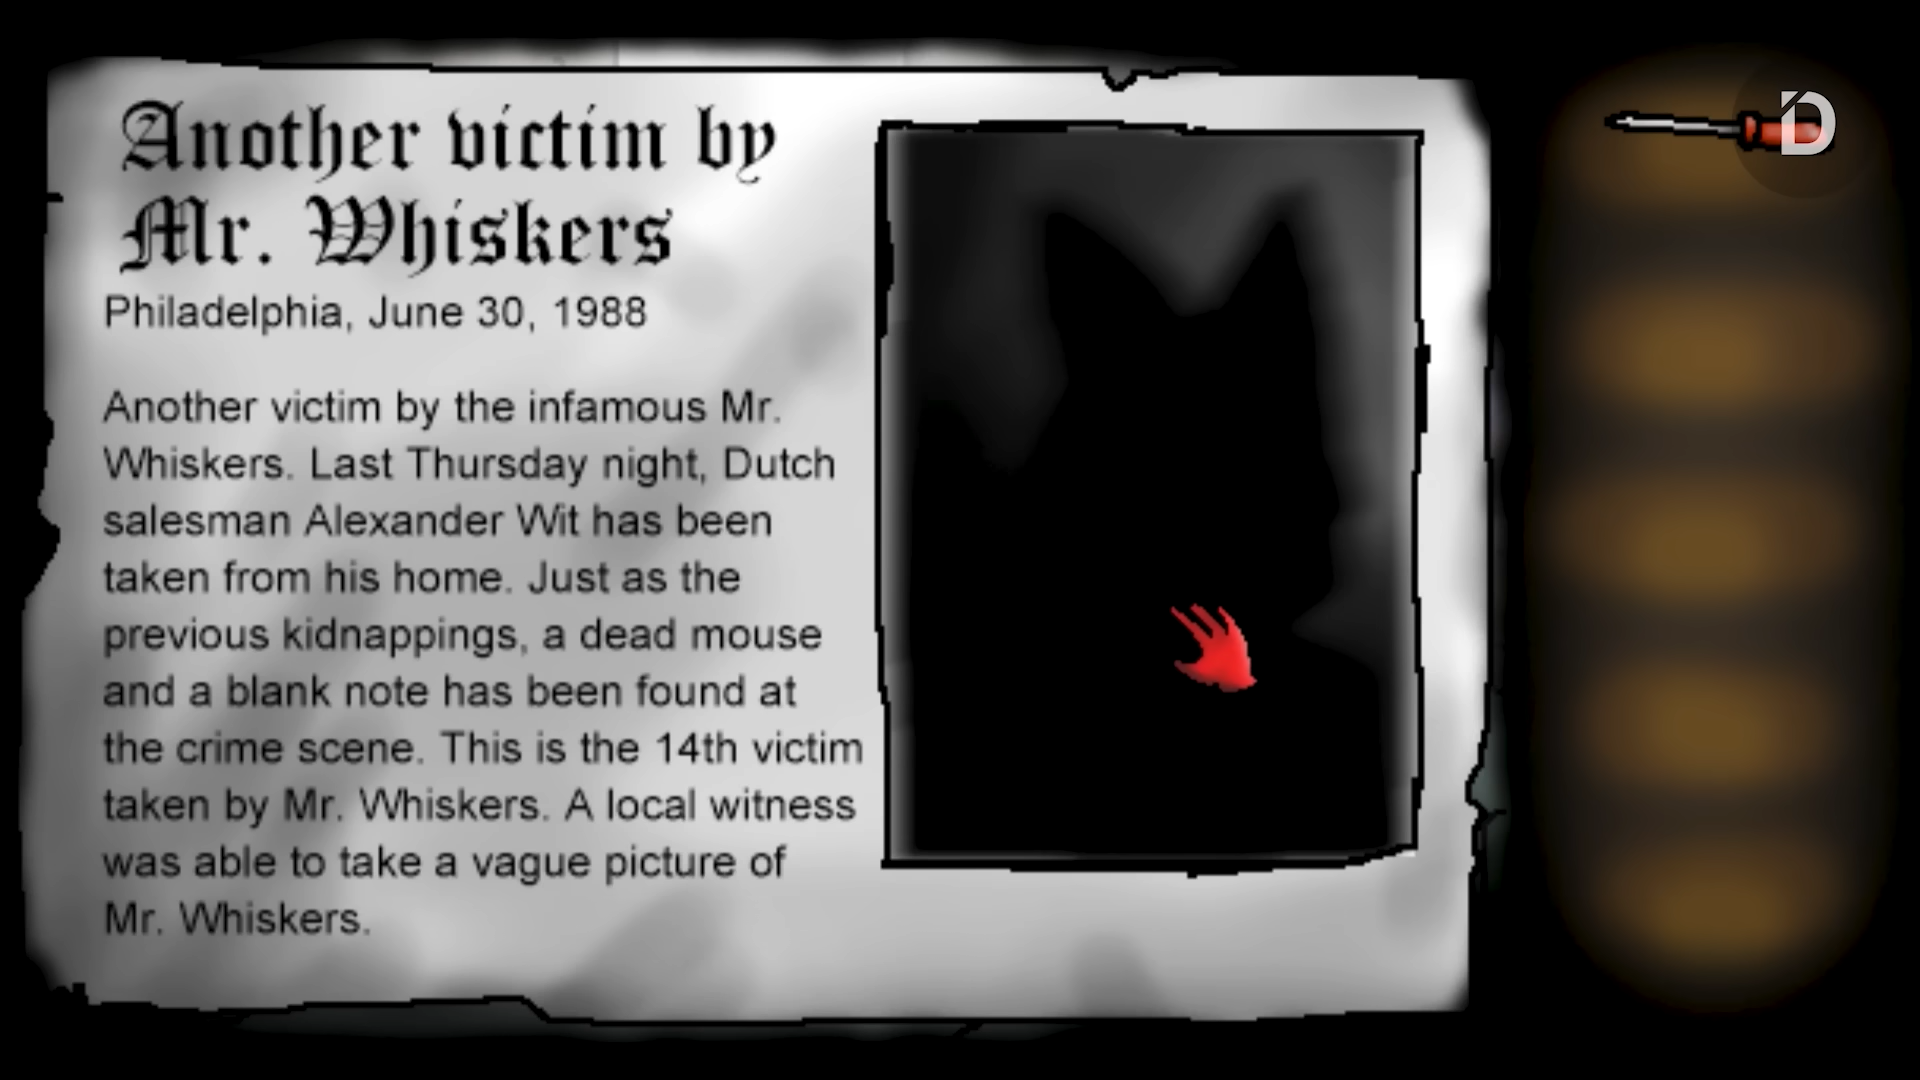 Another victim by
Mr. Whiskers
Philadelphia, June 30, 1988
Another victim by the infamous Mr.
Whiskers. Last Thursday night, Dutch
salesman Alexander Wit has been
taken from his home. Just as the
previous kidnappings, a dead mouse
and a blank note has been found at
the crime scene. This is the 14th victim
taken by Mr. Whiskers. A local witness
was able to take a vague picture of
Mr. Whiskers.
D